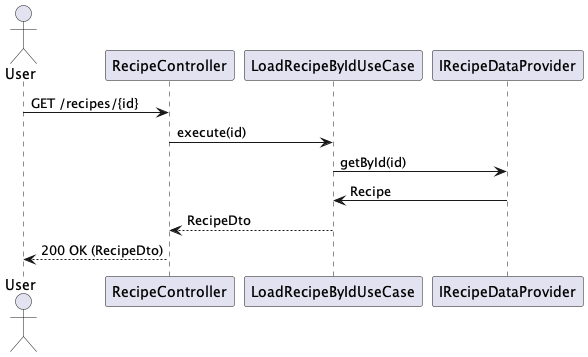 User
RecipeController
LoadRecipeByIdUseCase
IRecipeDataProvider
GET /recipes/{id}
execute(id)
getById(id)
Recipe
RecipeDto
200 OK (RecipeDto)
User
RecipeController
LoadRecipeByIdUseCase
IRecipeDataProvider